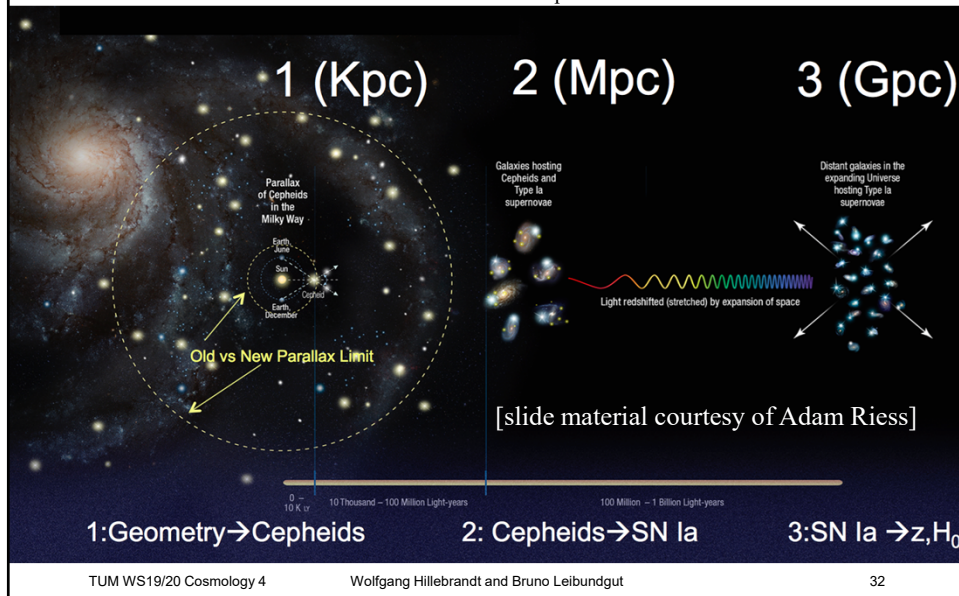 1 (Kpc)
2 (Mpc)
3 (Gpc)
Parallax
of Cepheids
in the
Milky Way
Earth,
June
Sun
Cepheid
Earth,
December
Old vs New Parallax Limit
Galaxies hosting
Cepheids and
Type Ia
supernovae
Light redshifted (stretched) by expansion of space
Distant galaxies in the
expanding Universe
hosting Type Ia
supernovae
[slide material courtesy of Adam Riess]
0 –
10 K LY
10 Thousand – 100 Million Light-years
100 Million – 1 Billion Light-years
1:Geometry→Cepheids
2: Cepheids→SN Ia
3:SN Ia →z,H₀
TUM WS19/20 Cosmology 4
Wolfgang Hillebrandt and Bruno Leibundgut
32